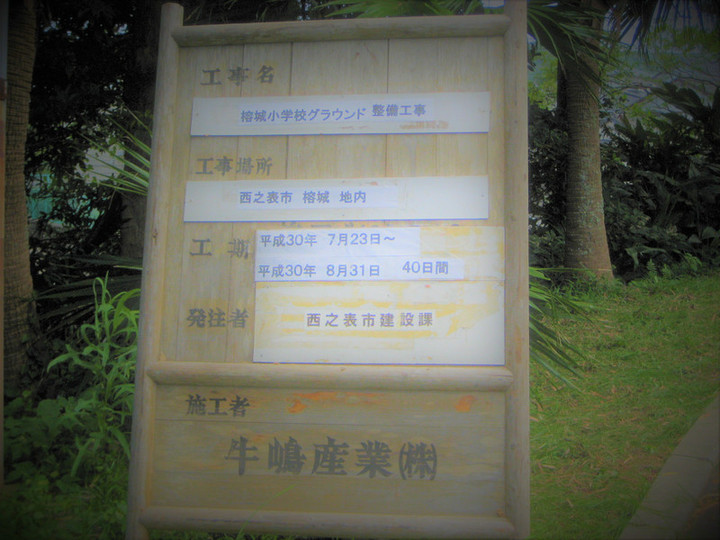 工事名
榕城小学校グラウンド 整備工事
工事場所
西之表市 榕城 地内
工期
平成30年 7月23日～
平成30年 8月31日 40日間
発注者
西之表市建設課
施工者
牛嶋産業㈱